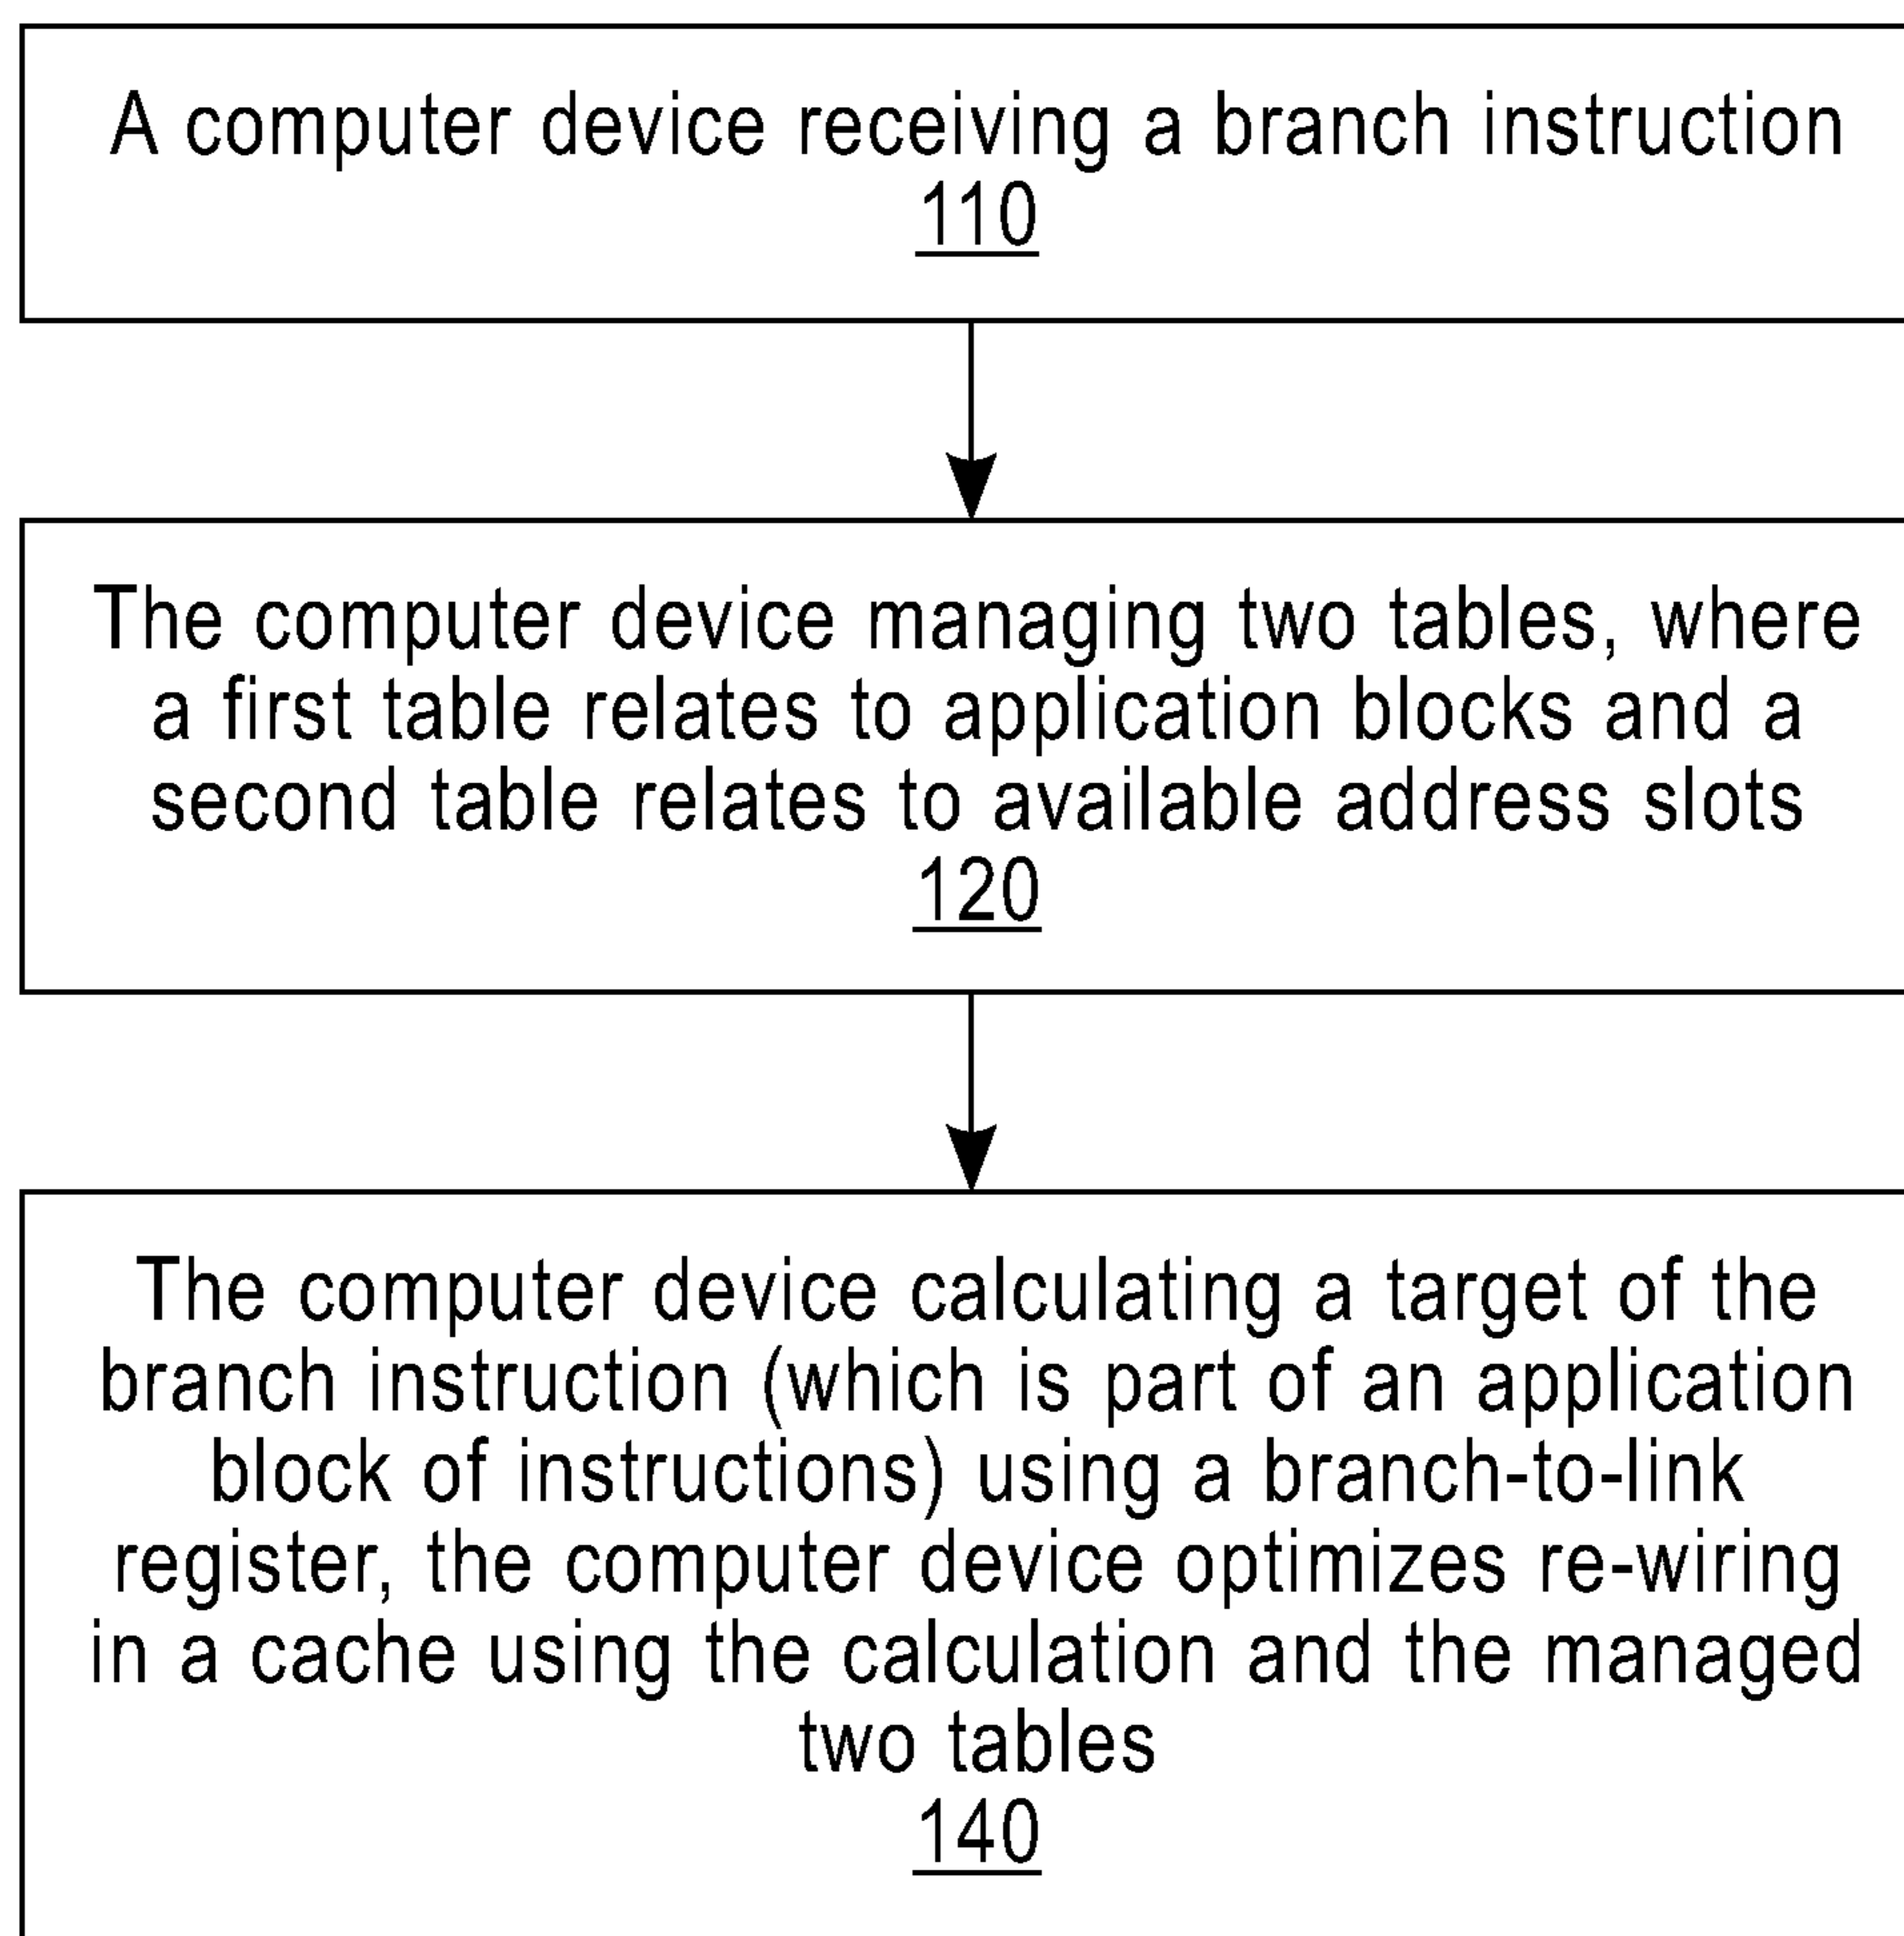 A computer device receiving a branch instruction
110
The computer device managing two tables, where
a first table relates to application blocks and a
second table relates to available address slots
120
The computer device calculating a target of the
branch instruction (which is part of an application
block of instructions) using a branch-to-link
register, the computer device optimizes re-wiring
in a cache using the calculation and the managed
two tables
140